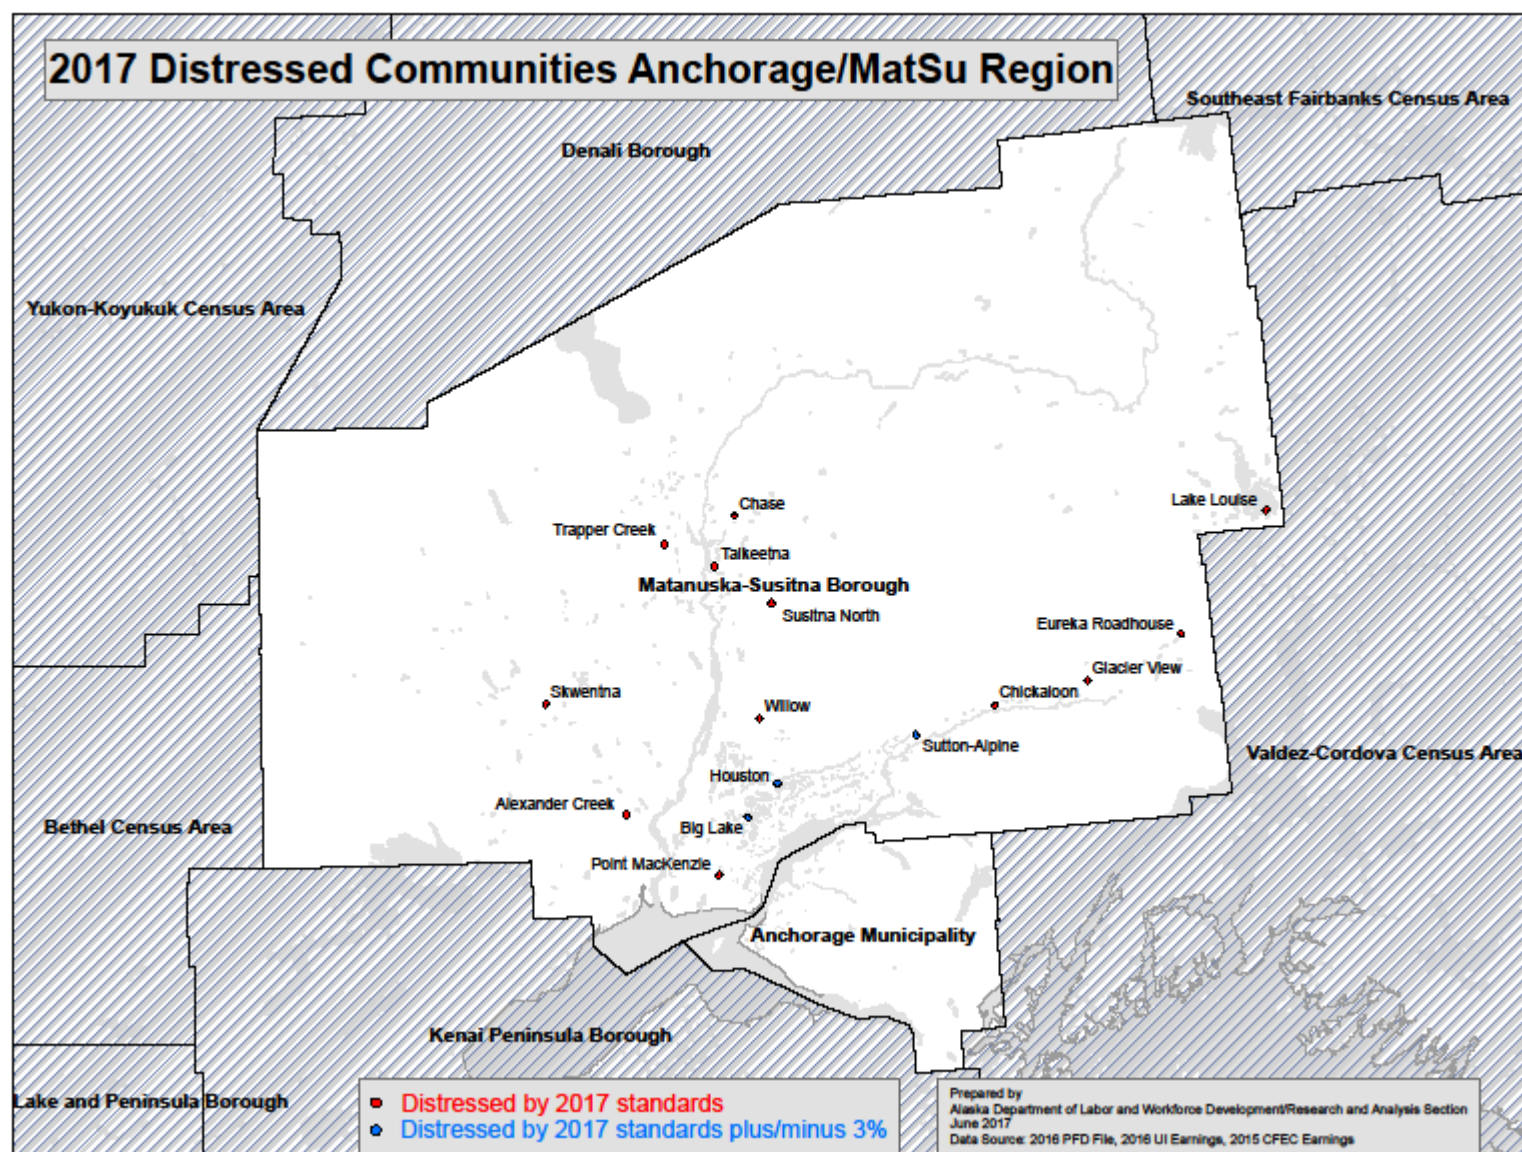 2017 Distressed Communities Anchorage/MatSu Region
Southeast Fairbanks Census Area
Denali Borough
Yukon-Koyukuk Census Area
Chase
Lake Louise
Trapper Creek
Talkeetna
Matanuska-Susitna Borough
Susitna North
Eureka Roadhouse
Glacier View
Skwentna
Chickaloon
Willow
Sutton-Alpine
Valdez-Cordova Census Area
Houston
Alexander Creek
Big Lake
Bethel Census Area
Point MacKenzie
Anchorage Municipality
Kenai Peninsula Borough
Lake and Peninsula Borough
Distressed by 2017 standards
Distressed by 2017 standards plus/minus 3%
Prepared by
Alaska Department of Labor and Workforce Development/Research and Analysis Section
June 2017
Data Source: 2016 PFD File, 2016 UI Earnings, 2015 CFEC Earnings